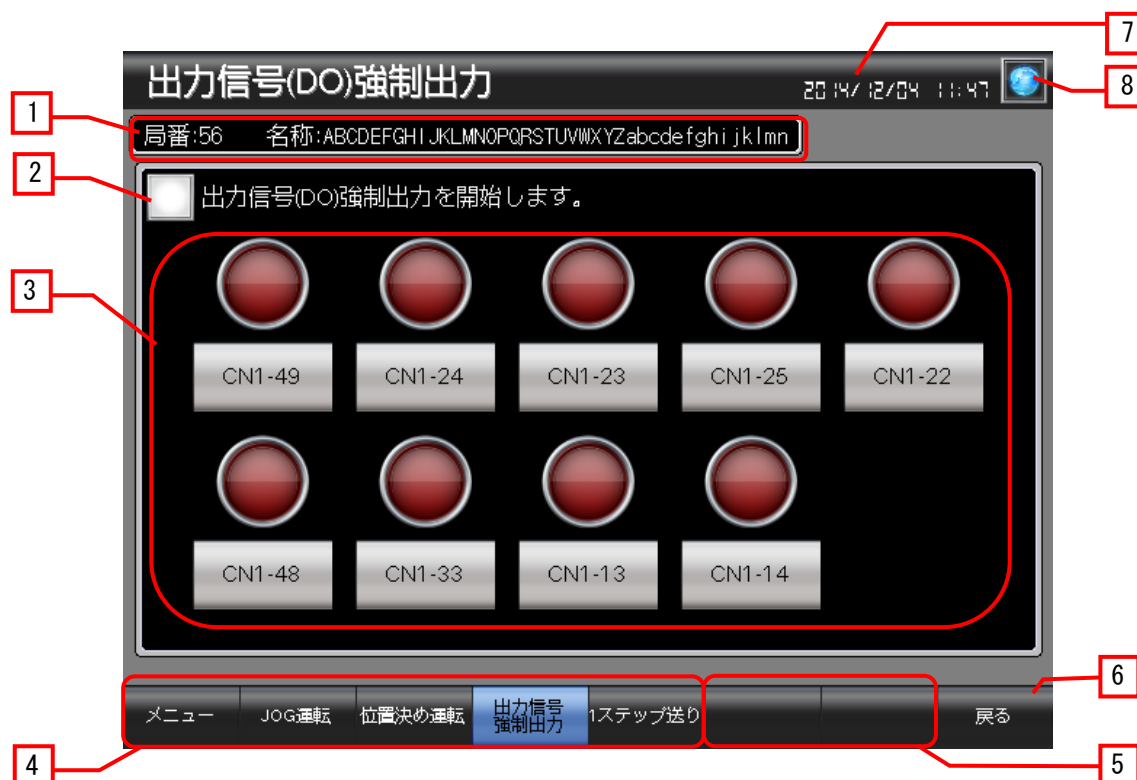 7
出力信号(DO)強制出力
2014/12/04 11:47
8
1
局番:56 名称:ABCDEFGHIJKLMNOPQRSTUVWXYZabcdefghijklmn
2
出力信号(DO)強制出力を開始します。
3
CN1-49 CN1-24 CN1-23 CN1-25 CN1-22
CN1-48 CN1-33 CN1-13 CN1-14
6
メニュー JOG運転 位置決め運転 出力信号 1ステップ送り 戻る
強制出力
4
5